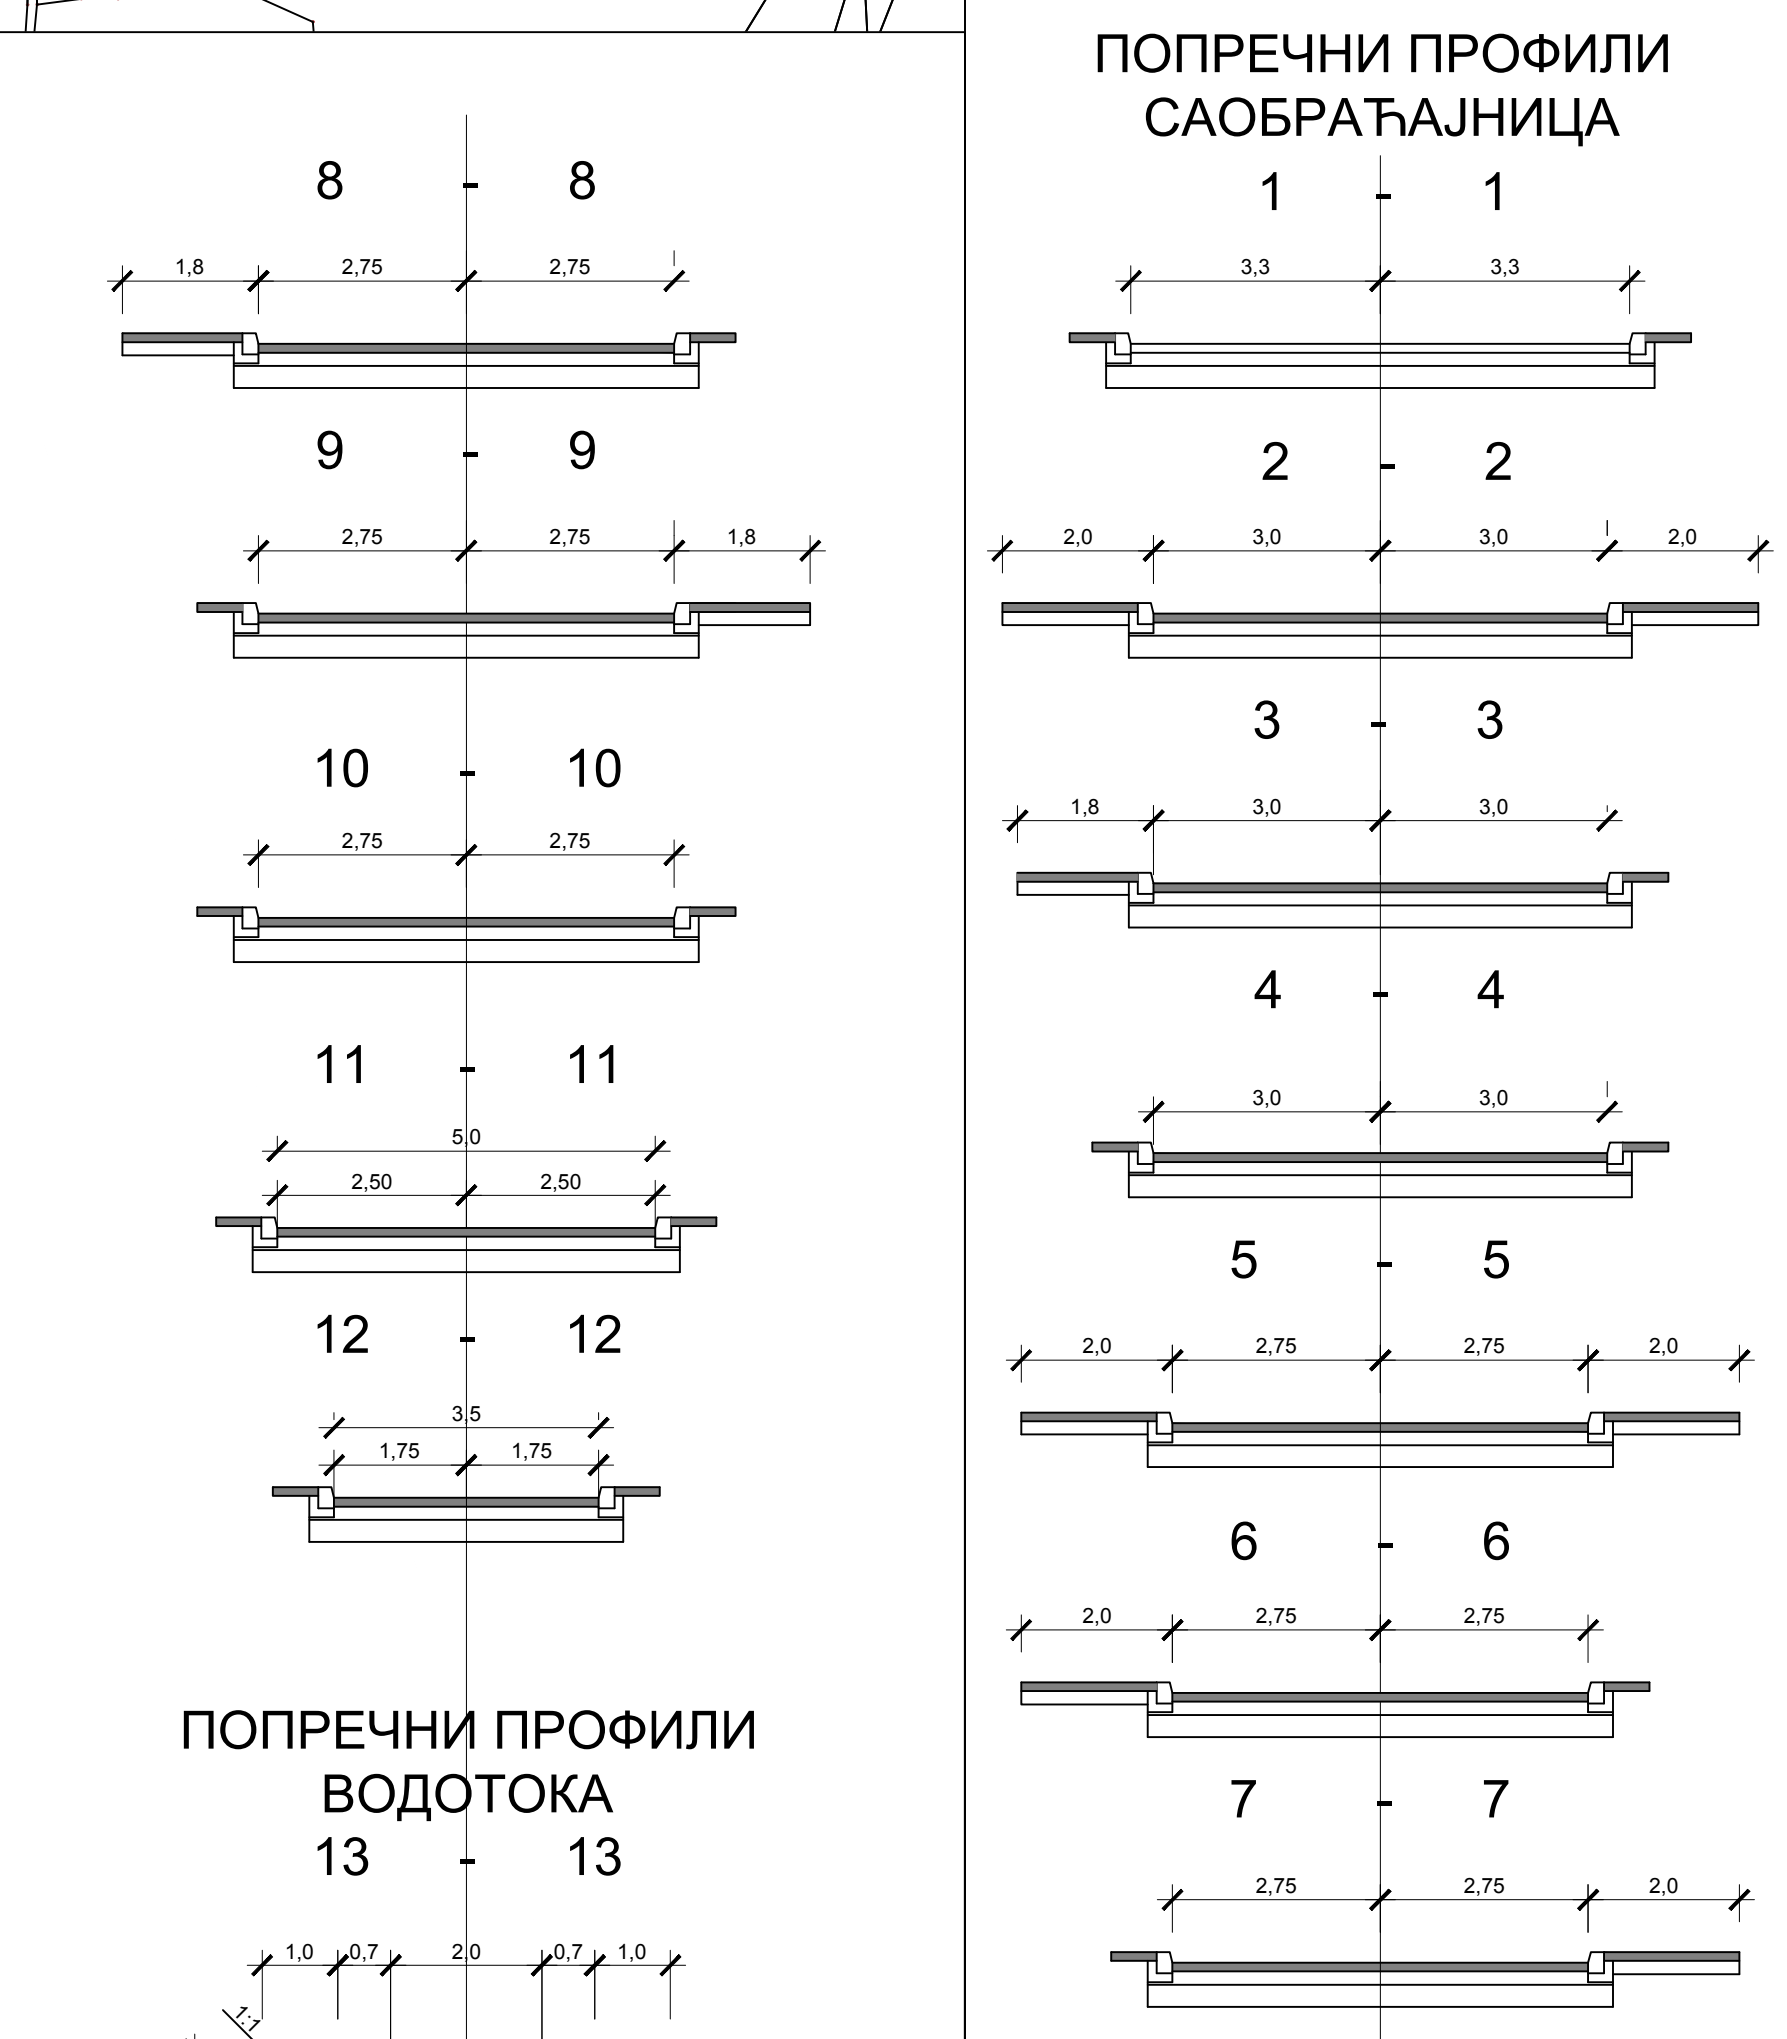 8 - 8
1,8 2,75 2,75
9 - 9
2,75 2,75 1,8
10 - 10
2,75 2,75
11 - 11
5,0
2,50 2,50
12 - 12
3,5
1,75 1,75
ПОПРЕЧНИ ПРОФИЛИ
ВОДОТОКА
13 - 13
1,0 0,7 2,0 0,7 1,0
1:1
ПОПРЕЧНИ ПРОФИЛИ
САОБРАЋАЈНИЦА
1 - 1
3,3 3,3
2 - 2
2,0 3,0 3,0 2,0
3 - 3
1,8 3,0 3,0
4 - 4
3,0 3,0
5 - 5
2,0 2,75 2,75 2,0
6 - 6
2,0 2,75 2,75
7 - 7
2,75 2,75 2,0